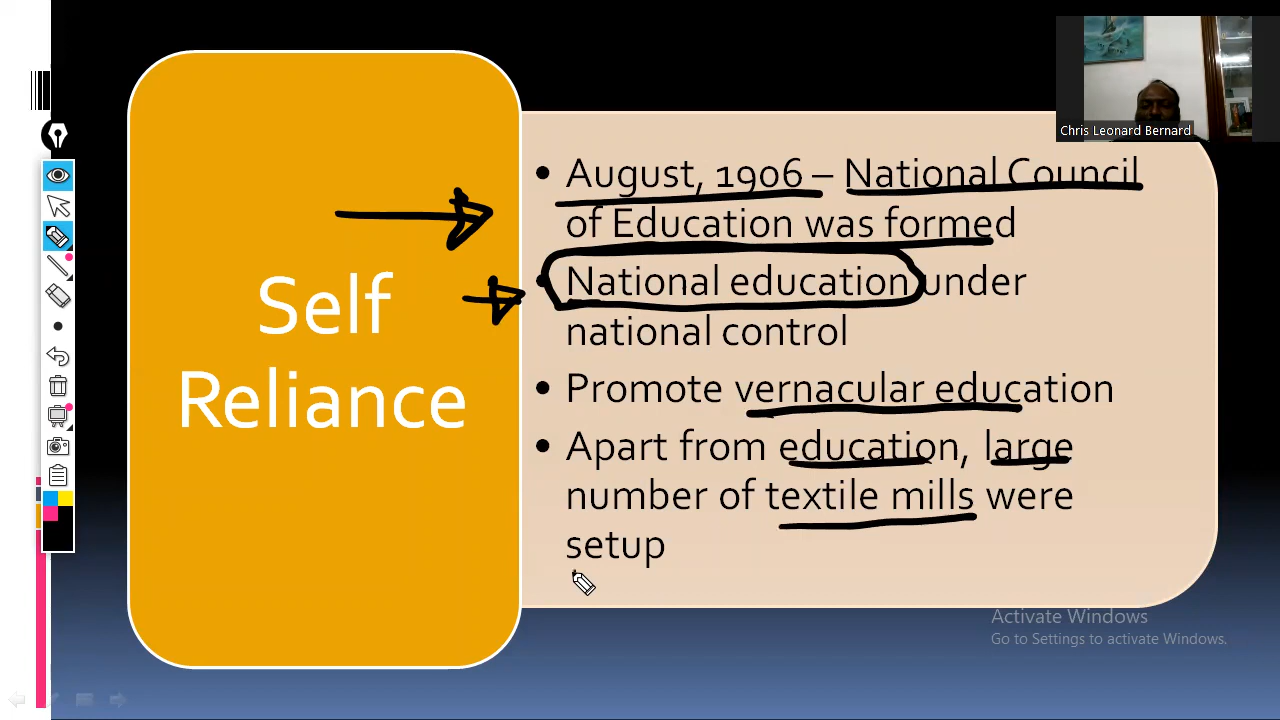 Chris Leonard Bernard
Self
Reliance
• August, 1906 – National Council
of Education was formed
• National education under
national control
• Promote vernacular education
• Apart from education, large
number of textile mills were
setup
Activate Windows
Go to Settings to activate Windows.